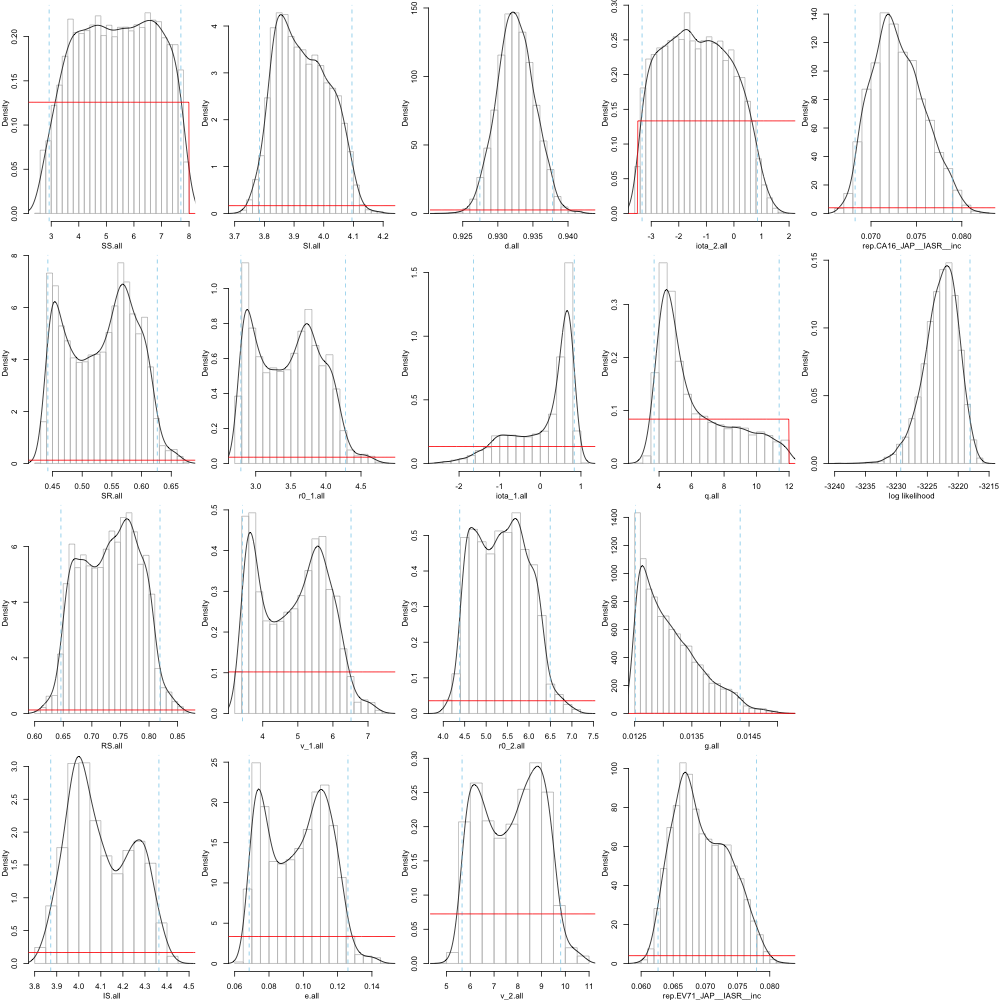 Density
0.00 0.05 0.10 0.15 0.20
3 4 5 6 7 8
SS.all
Density
0 1 2 3 4
3.7 3.8 3.9 4.0 4.1 4.2
SI.all
Density
0 50 100 150
0.925 0.930 0.935 0.940
d.all
Density
0.00 0.05 0.10 0.15 0.20 0.25 0.30
-3 -2 -1 0 1 2
iota_2.all
Density
0 20 40 60 80 100 120 140
0.070 0.075 0.080
rep.CA16_JAP__IASR__inc
Density
0 2 4 6 8
0.45 0.50 0.55 0.60 0.65
SR.all
Density
0.0 0.2 0.4 0.6 0.8 1.0
3.0 3.5 4.0 4.5
r0_1.all
Density
0.0 0.5 1.0 1.5
-2 -1 0 1
iota_1.all
Density
0.0 0.1 0.2 0.3
4 6 8 10 12
q.all
Density
0.00 0.05 0.10 0.15
-3240 -3235 -3230 -3225 -3220 -3215
log likelihood
Density
0 2 4 6
0.60 0.65 0.70 0.75 0.80 0.85
RS.all
Density
0.0 0.1 0.2 0.3 0.4 0.5
4 5 6 7
v_1.all
Density
0.0 0.1 0.2 0.3 0.4 0.5
4.0 4.5 5.0 5.5 6.0 6.5 7.0 7.5
r0_2.all
Density
0 200 400 600 800 1000 1200 1400
0.0125 0.0135 0.0145
g.all
Density
0.0 0.5 1.0 1.5 2.0 2.5 3.0
3.8 3.9 4.0 4.1 4.2 4.3 4.4 4.5
IS.all
Density
0 5 10 15 20 25
0.06 0.08 0.10 0.12 0.14
e.all
Density
0.00 0.05 0.10 0.15 0.20 0.25 0.30
5 6 7 8 9 10 11
v_2.all
Density
0 20 40 60 80 100
0.060 0.065 0.070 0.075 0.080
rep.EV71_JAP__IASR__inc